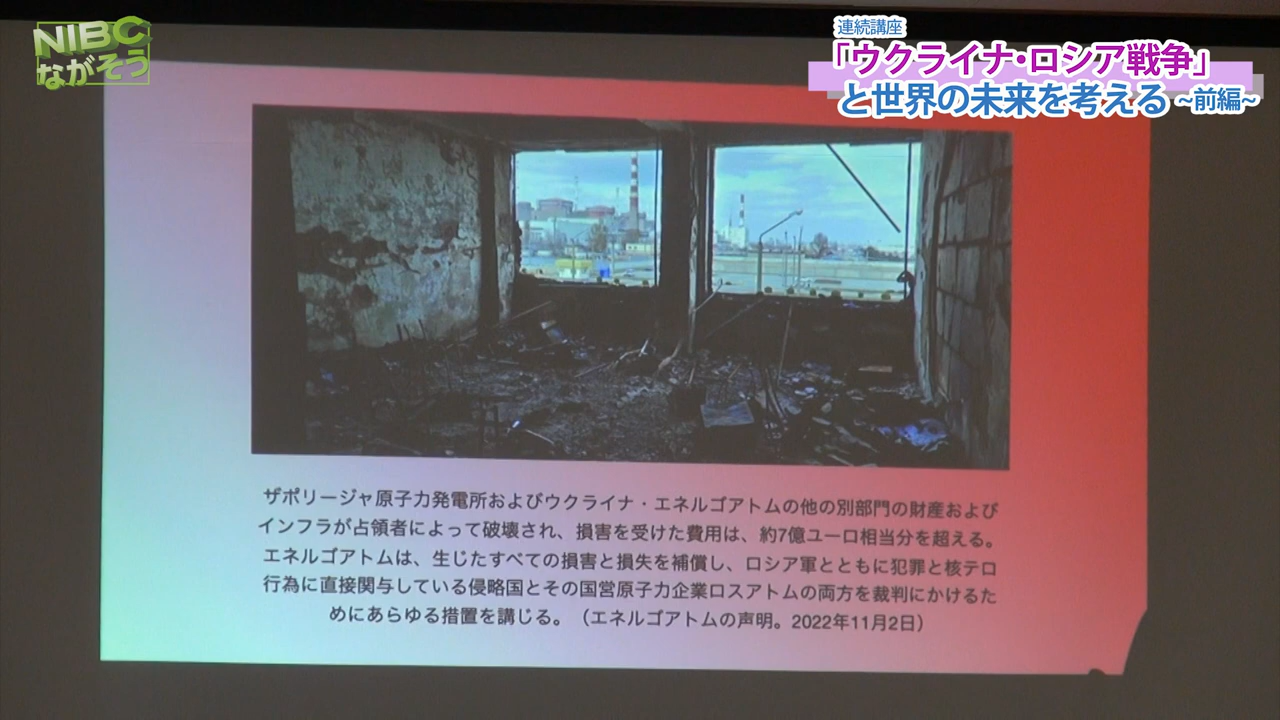 NIBC
ながそう
連続講座
「ウクライナ・ロシア戦争」
と世界の未来を考える ~前編~
ザポリージャ原子力発電所およびウクライナ・エネルゴアトムの他の別部門の財産および
インフラが占領者によって破壊され、損害を受けた費用は、約7億ユーロ相当分を超える。
エネルゴアトムは、生じたすべての損害と損失を補償し、ロシア軍とともに犯罪と核テロ
行為に直接関与している侵略国とその国営原子力企業ロスアトムの両方を裁判にかけるた
めにあらゆる措置を講じる。（エネルゴアトムの声明。2022年11月2日）